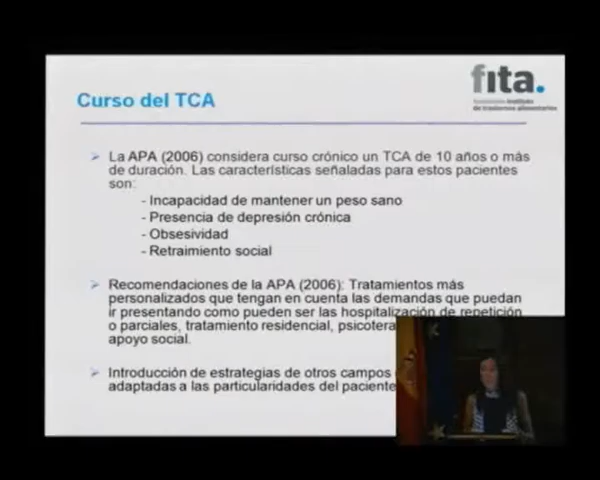 fita.
Curso del TCA
La APA (2006) considera curso crónico un TCA de 10 años o más
de duración. Las características señaladas para estos pacientes
son:
- Incapacidad de mantener un peso sano
- Presencia de depresión crónica
- Obsesividad
- Retraimiento social
Recomendaciones de la APA (2006): Tratamientos más
personalizados que tengan en cuenta las demandas que puedan
ir presentando como pueden ser las hospitalización de repetición
o parciales, tratamiento residencial,
apoyo social.
Introducción de estrategias de otros campos
adaptadas a las particularidades del paciente